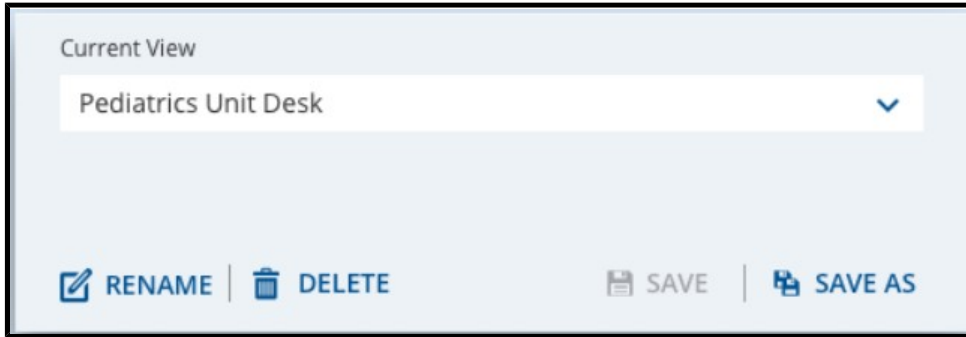 Current View
Pediatrics Unit Desk
RENAME DELETE SAVE SAVE AS